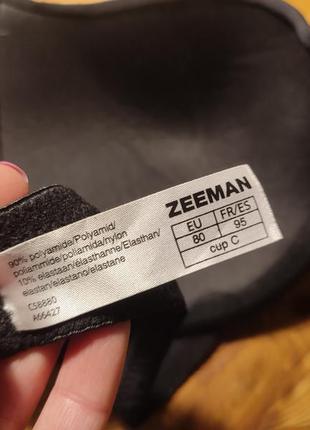 ZEEMAN
EU FR/ES
80 95
cup C
90% polyamide/Polyamid/
poliammide/poliamida/nylon
10% elastaan/élasthanne/Elasthan/
elastan/elastano/elastane
C58880
A66427